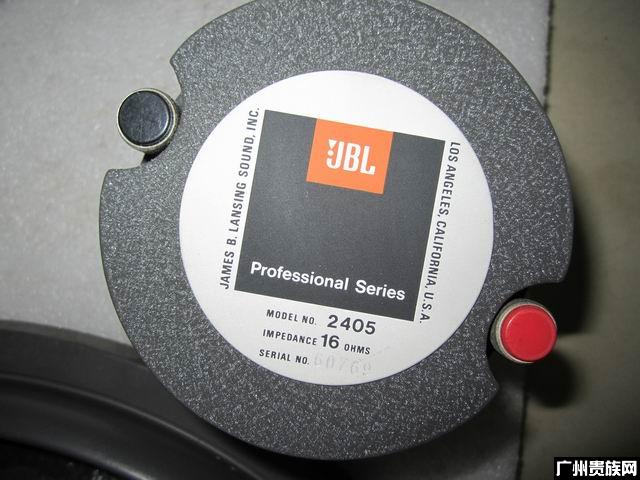 JBL
JAMES B. LANSING SOUND, INC.
LOS ANGELES, CALIFORNIA, U.S.A.
Professional Series
MODEL NO. 2405
IMPEDANCE 16 OHMS
SERIAL NO.
广州贵族网